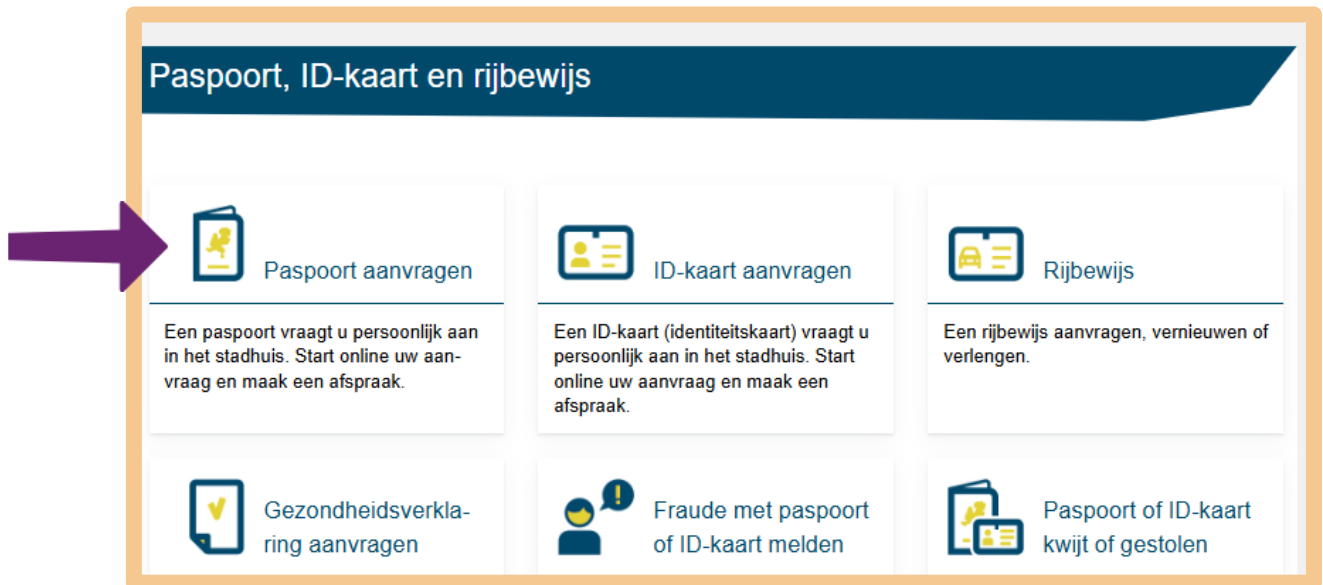 Paspoort, ID-kaart en rijbewijs
Paspoort aanvragen
Een paspoort vraagt u persoonlijk aan
in het stadhuis. Start online uw aan-
vraag en maak een afspraak.
ID-kaart aanvragen
Een ID-kaart (identiteitskaart) vraagt u
persoonlijk aan in het stadhuis. Start
online uw aanvraag en maak een
afspraak.
Rijbewijs
Een rijbewijs aanvragen, vernieuwen of
verlengen.
Gezondheidsverkla-
ring aanvragen
Fraude met paspoort
of ID-kaart melden
Paspoort of ID-kaart
kwijt of gestolen